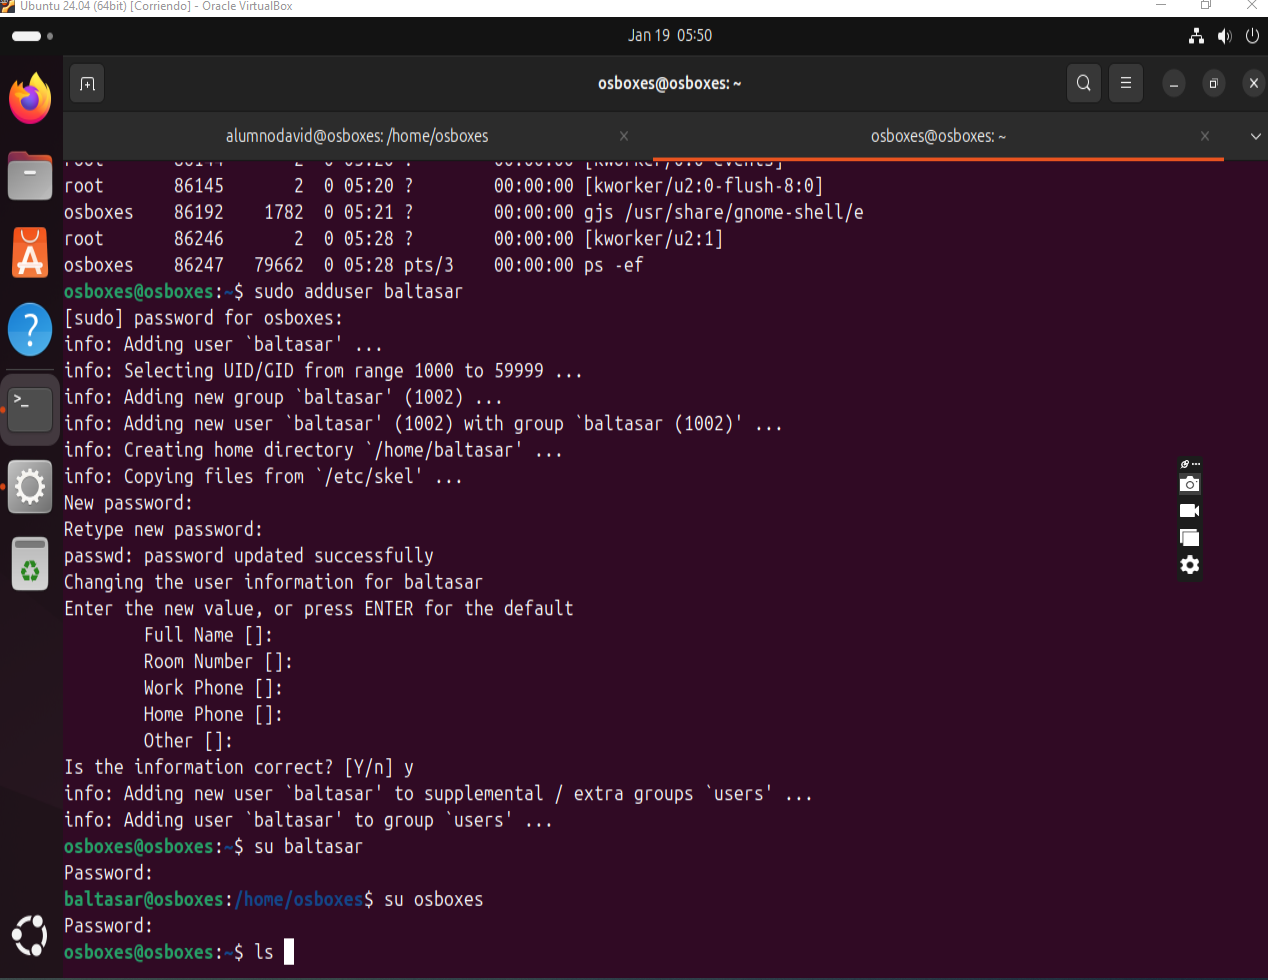 Ubuntu 24.04 (64bit) [Corriendo] - Oracle VirtualBox
Jan 19 05:50
osboxes@osboxes: ~
alumnodavid@osboxes: /home/osboxes
osboxes@osboxes: ~
root 86145 2 0 05:20 ? 00:00:00 [kworker/u2:0-flush-8:0]
osboxes 86192 1782 0 05:21 ? 00:00:00 gjs /usr/share/gnome-shell/e
root 86246 2 0 05:28 ? 00:00:00 [kworker/u2:1]
osboxes 86247 79662 0 05:28 pts/3 00:00:00 ps -ef
osboxes@osboxes:~$ sudo adduser baltasar
[sudo] password for osboxes:
info: Adding user `baltasar' ...
info: Selecting UID/GID from range 1000 to 59999 ...
info: Adding new group `baltasar' (1002) ...
info: Adding new user `baltasar' (1002) with group `baltasar (1002)' ...
info: Creating home directory `/home/baltasar' ...
info: Copying files from `/etc/skel' ...
New password:
Retype new password:
passwd: password updated successfully
Changing the user information for baltasar
Enter the new value, or press ENTER for the default
Full Name []:
Room Number []:
Work Phone []:
Home Phone []:
Other []:
Is the information correct? [Y/n] y
info: Adding new user `baltasar' to supplemental / extra groups `users' ...
info: Adding user `baltasar' to group `users' ...
osboxes@osboxes:~$ su baltasar
Password:
baltasar@osboxes:/home/osboxes$ su osboxes
Password:
osboxes@osboxes:~$ ls